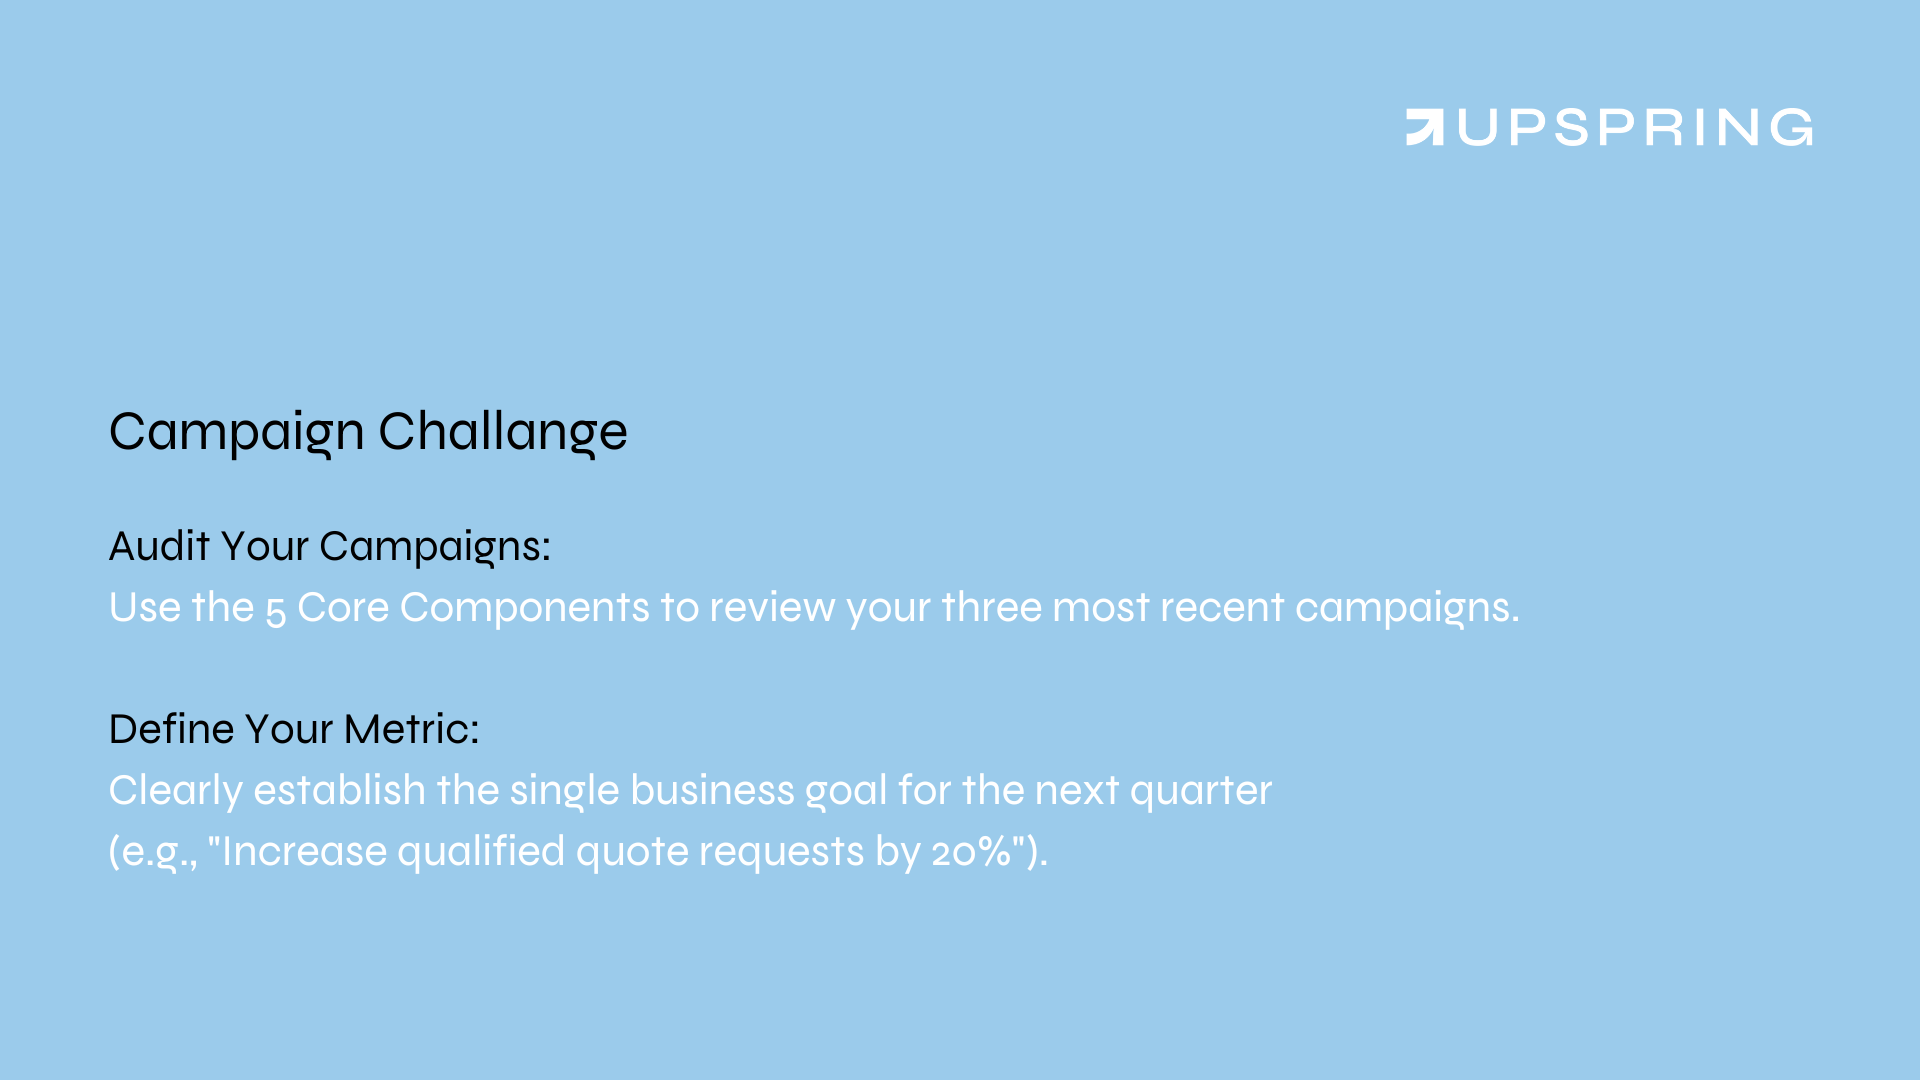 UPSPRING
Campaign Challange
Audit Your Campaigns:
Use the 5 Core Components to review your three most recent campaigns.
Define Your Metric:
Clearly establish the single business goal for the next quarter
(e.g., "Increase qualified quote requests by 20%").